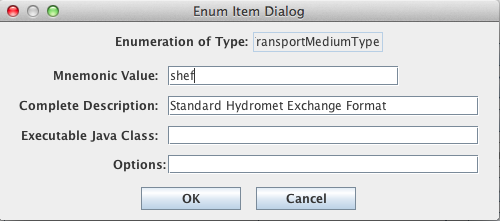 Enum Item Dialog
Enumeration of Type: ransportMediumType
Mnemonic Value: shef
Complete Description: Standard Hydromet Exchange Format
Executable Java Class:
Options:
OK Cancel